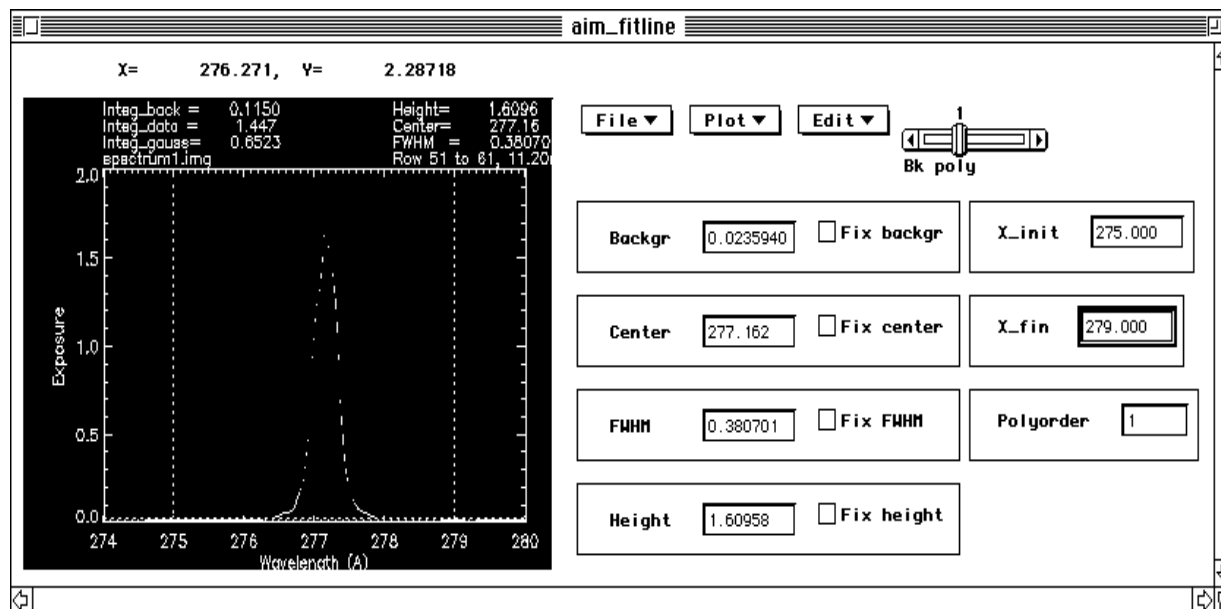 aim_fitline
X= 276.271, Y= 2.28718
Integ_back = 0.1150 Height= 1.6096
Integ_data = 1.447 Center= 277.16
Integ_gauss= 0.6523 FWHM = 0.38070
spectrum1.img Row 51 to 61, 11.20
2.0
1.5
1.0
0.5
0.0
Exposure
274 275 276 277 278 279 280
Wavelength (A)
File Plot Edit
1
Bk poly
Backgr 0.0235940 Fix backgr
X_init 275.000
Center 277.162 Fix center
X_fin 279.000
FWHM 0.380701 Fix FWHM
Polyorder 1
Height 1.60958 Fix height